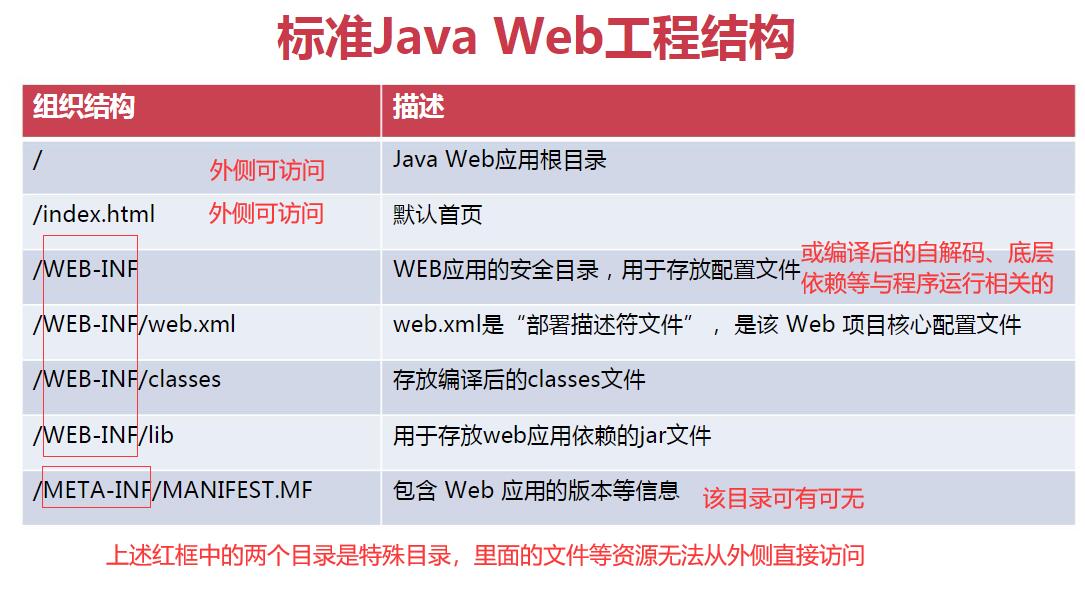 标准Java Web工程结构
组织结构 描述
/ 外侧可访问 Java Web应用根目录
/index.html 外侧可访问 默认首页
/WEB-INF WEB应用的安全目录，用于存放配置文件 或编译后的自解码、底层
依赖等与程序运行相关的
/WEB-INF/web.xml web.xml是“部署描述符文件”，是该 Web 项目核心配置文件
/WEB-INF/classes 存放编译后的classes文件
/WEB-INF/lib 用于存放web应用依赖的jar文件
/META-INF/MANIFEST.MF 包含 Web 应用的版本等信息 该目录可有可无
上述红框中的两个目录是特殊目录，里面的文件等资源无法从外侧直接访问